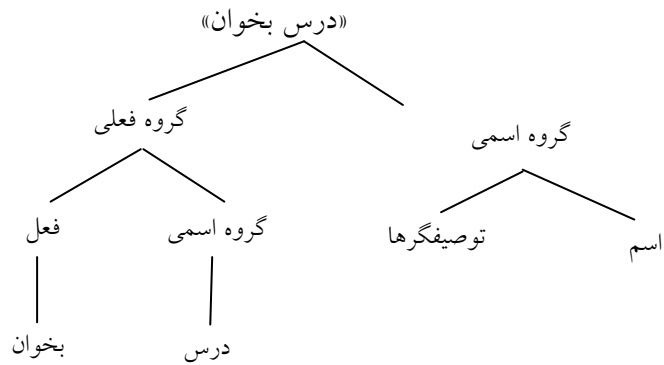 «درس بخوان»
گروه اسمی گروه فعلی
اسم توصیفگرها گروه اسمی فعل
درس بخوان